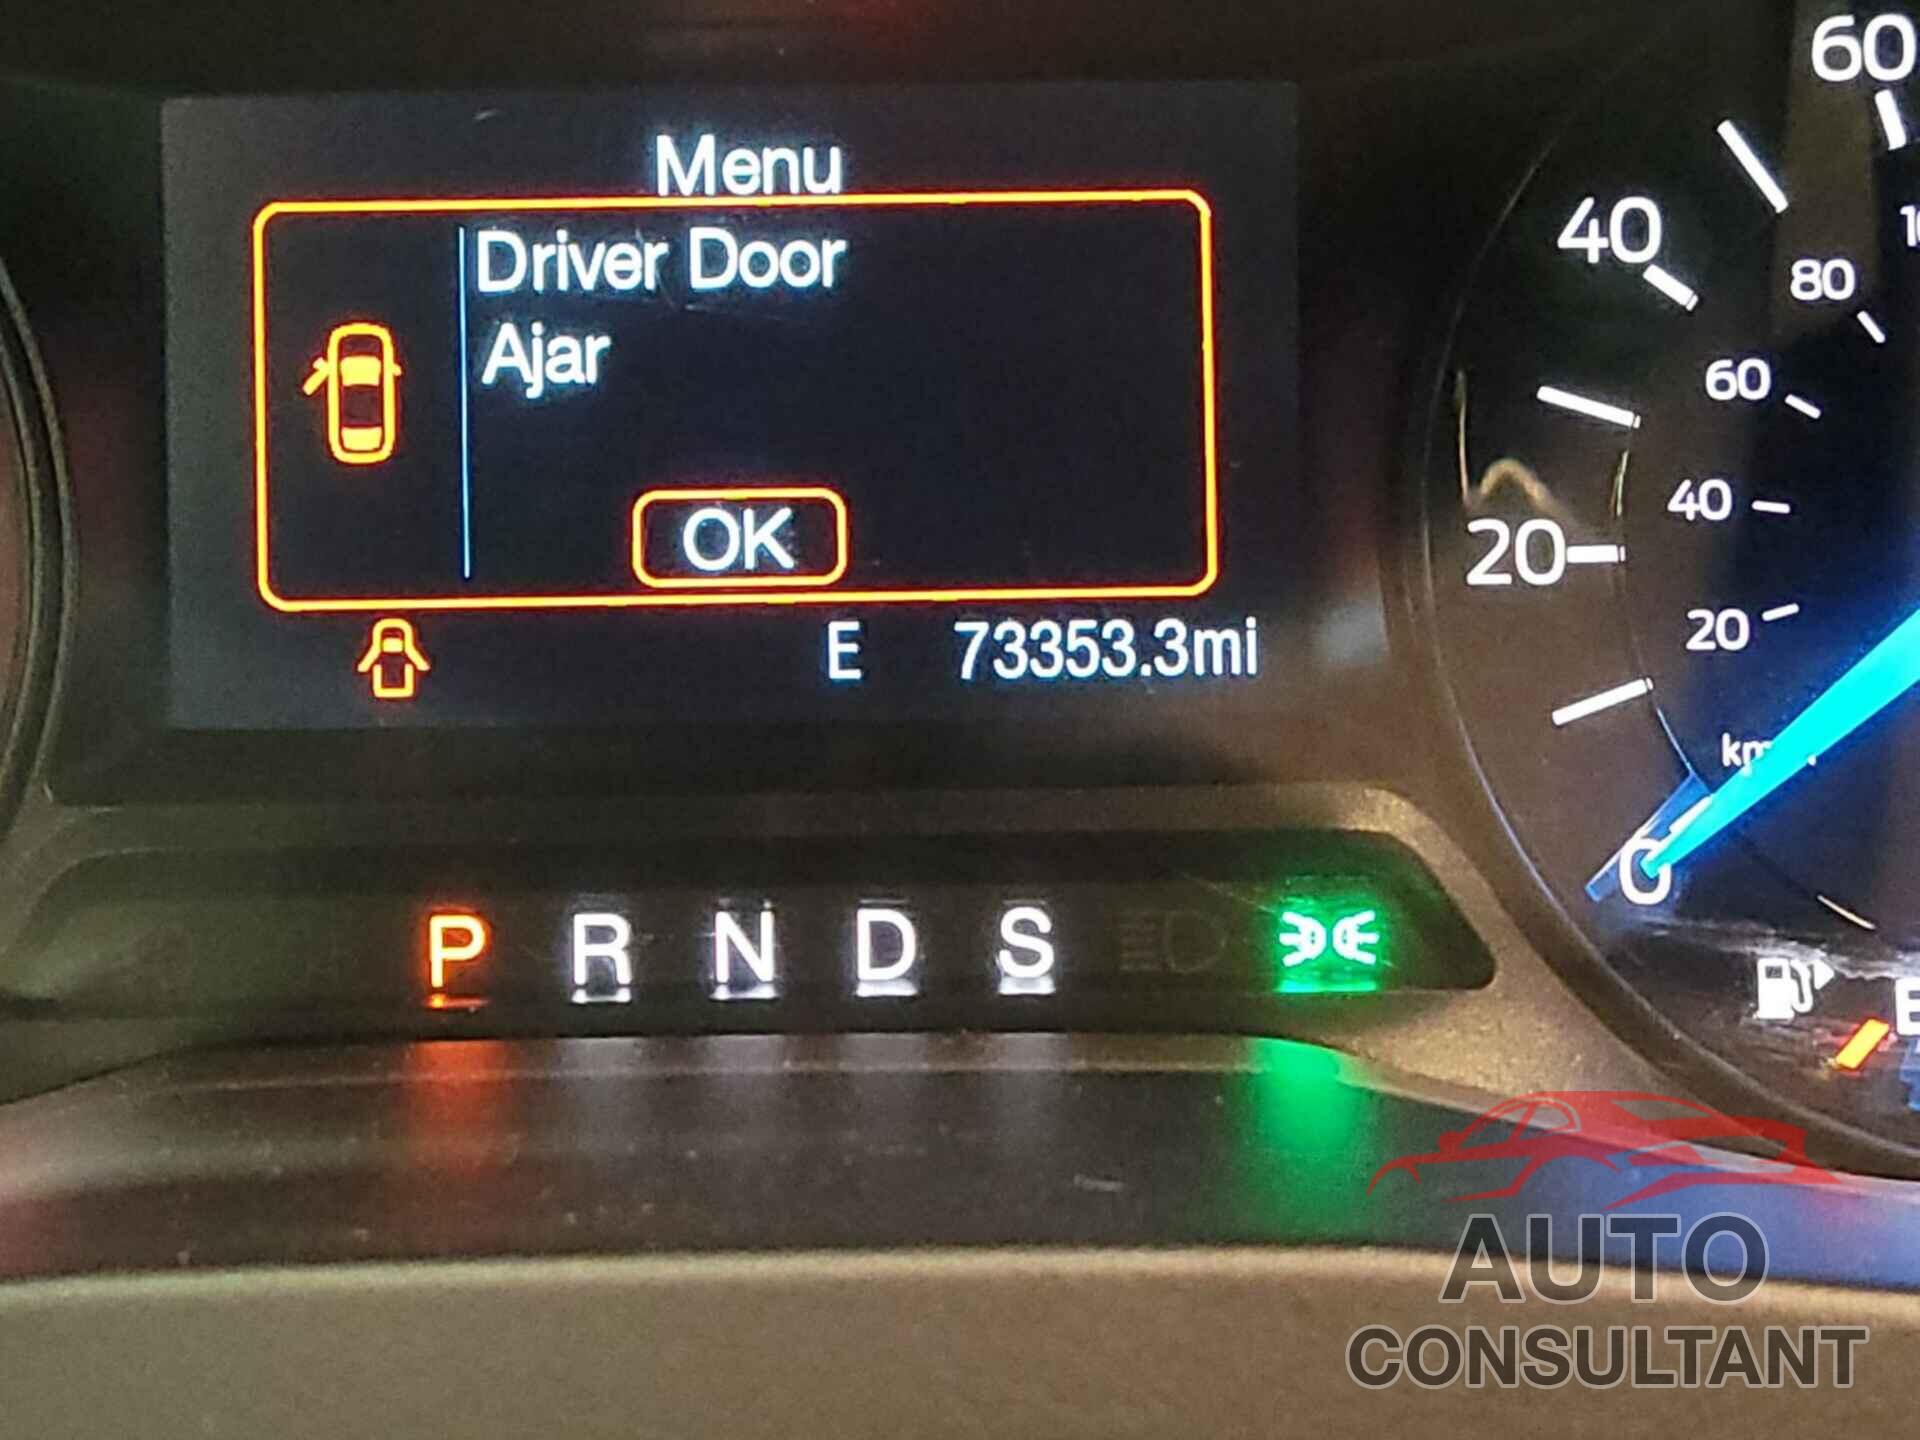 Menu
Driver Door
Ajar
OK
E 73353.3mi
P R N D S
60
40
80
60
40
20
20
0
AUTO
CONSULTANT